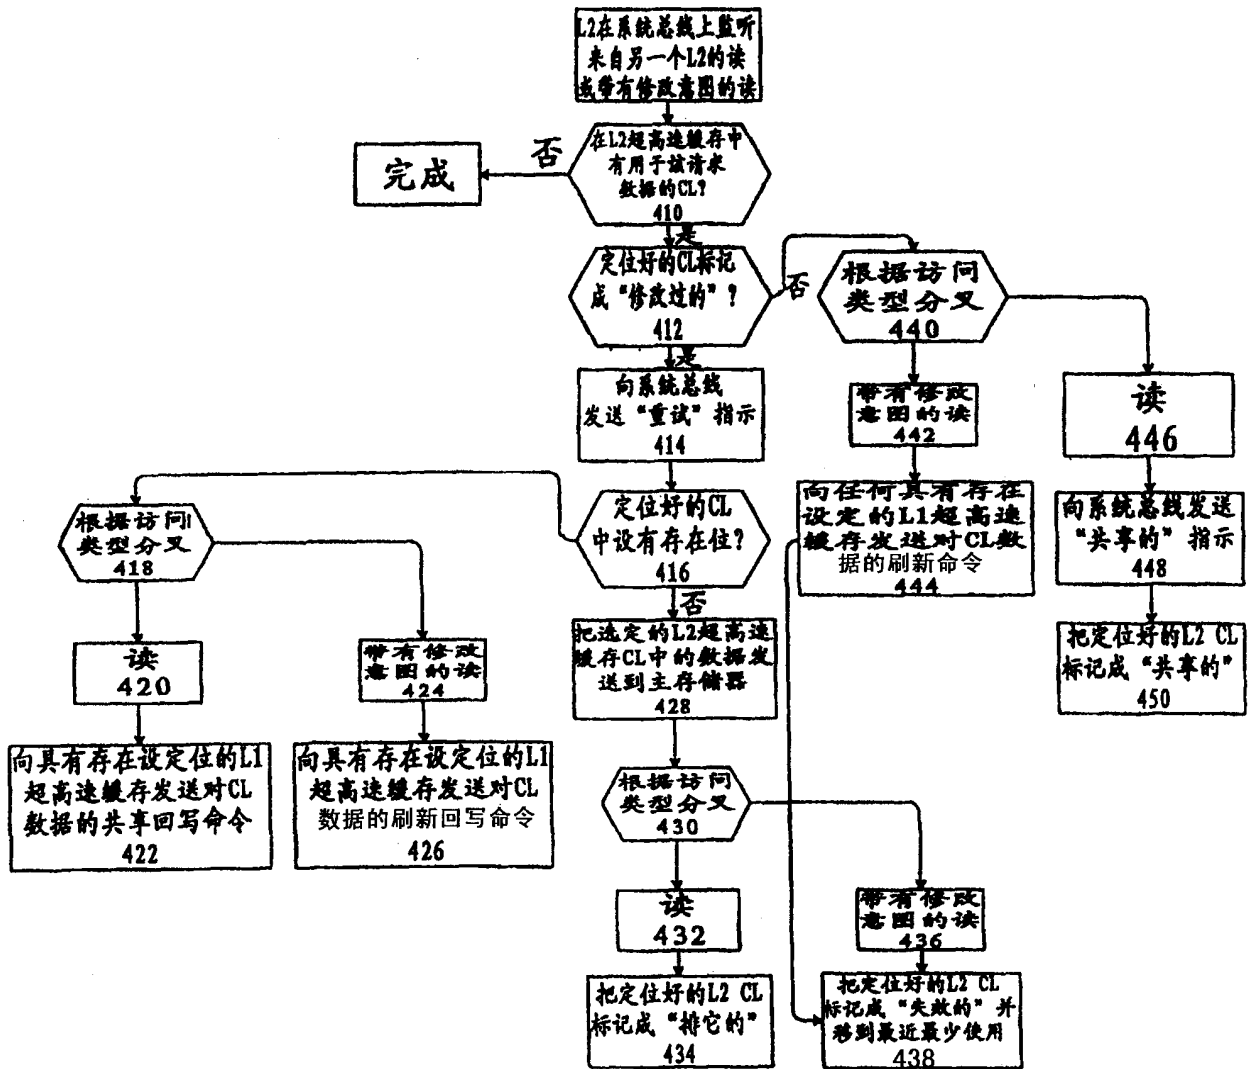 L2在系统总线上监听
来自另一个L2的读
或带有修改意图的读
在L2超高速缓存中
有用于该请求
数据的CL?
410
否
完成
是
定位好的CL标记
成“修改过的”?
412
否
根据访问
类型分叉
440
是
向系统总线
发送“重试”指示
414
带有修改
意图的读
442
读
446
定位好的CL
中设有存在位?
416
根据访问
类型分叉
418
向任何具有存在
设定的L1超高速
缓存发送对CL数
据的刷新命令
444
向系统总线发送
“共享的”指示
448
否
把选定的L2超高速
缓存CL中的数据发
送到主存储器
428
读
420
带有修改
意图的读
424
把定位好的L2 CL
标记成“共享的”
450
向具有存在设定位的L1
超高速缓存发送对CL
数据的共享回写命令
422
向具有存在设定位的L1
超高速缓存发送对CL
数据的刷新回写命令
426
根据访问
类型分叉
430
读
432
带有修改
意图的读
436
把定位好的L2 CL
标记成“排它的”
434
把定位好的L2 CL
标记成“失效的”并
移到最近最少使用
438